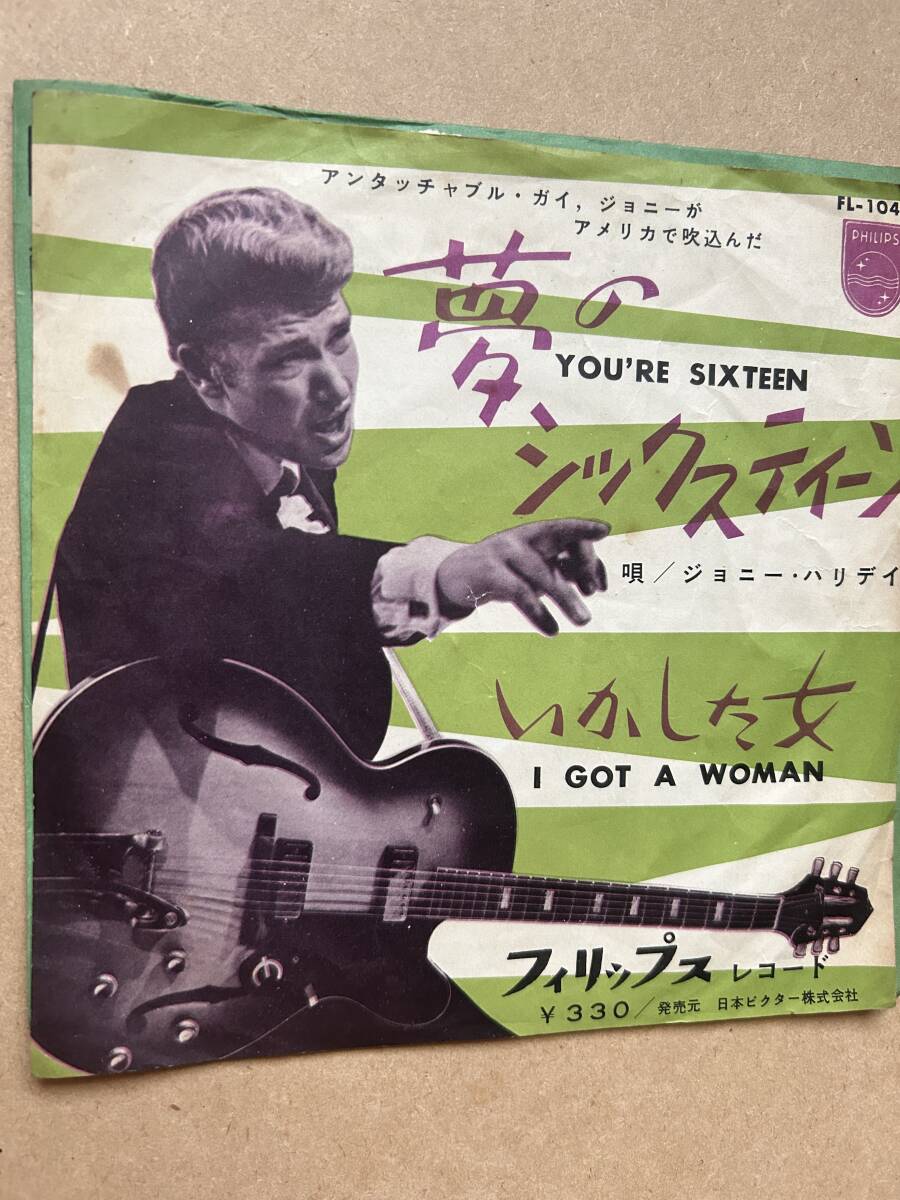 アンタッチャブル・ガイ，ジョニーが
アメリカで吹込んだ
FL-104
PHILIPS
夢の
YOU'RE SIXTEEN
シックスティーン
唄／ジョニー・ハリデイ
いかした女
I GOT A WOMAN
フィリップス レコード
￥330／発売元 日本ビクター株式会社